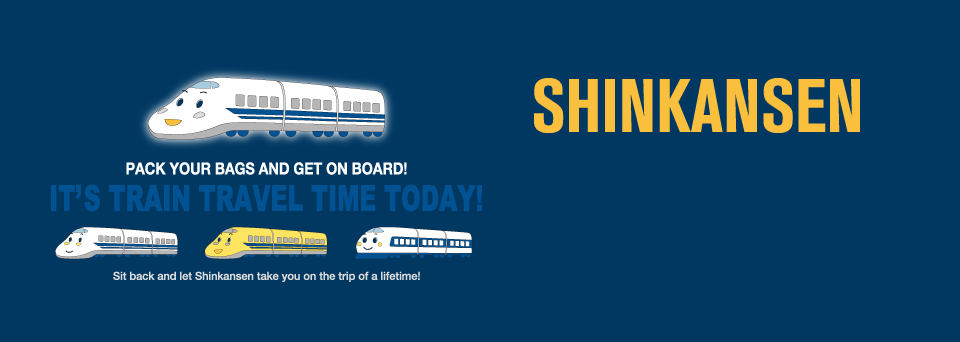 SHINKANSEN
PACK YOUR BAGS AND GET ON BOARD!
IT'S TRAIN TRAVEL TIME TODAY!
Sit back and let Shinkansen take you on the trip of a lifetime!